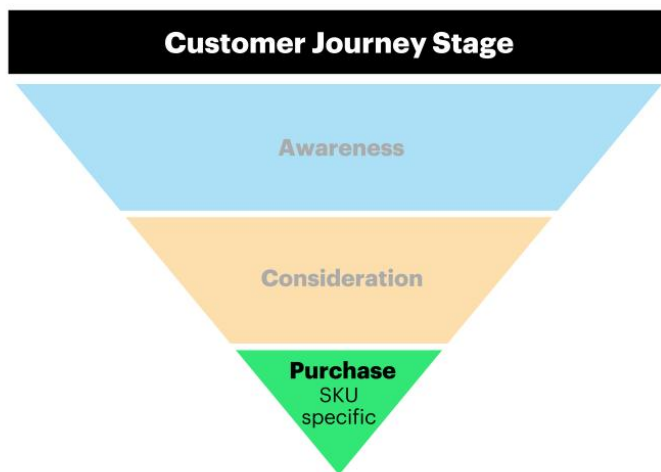 Customer Journey Stage
Awareness
Consideration
Purchase
SKU
specific